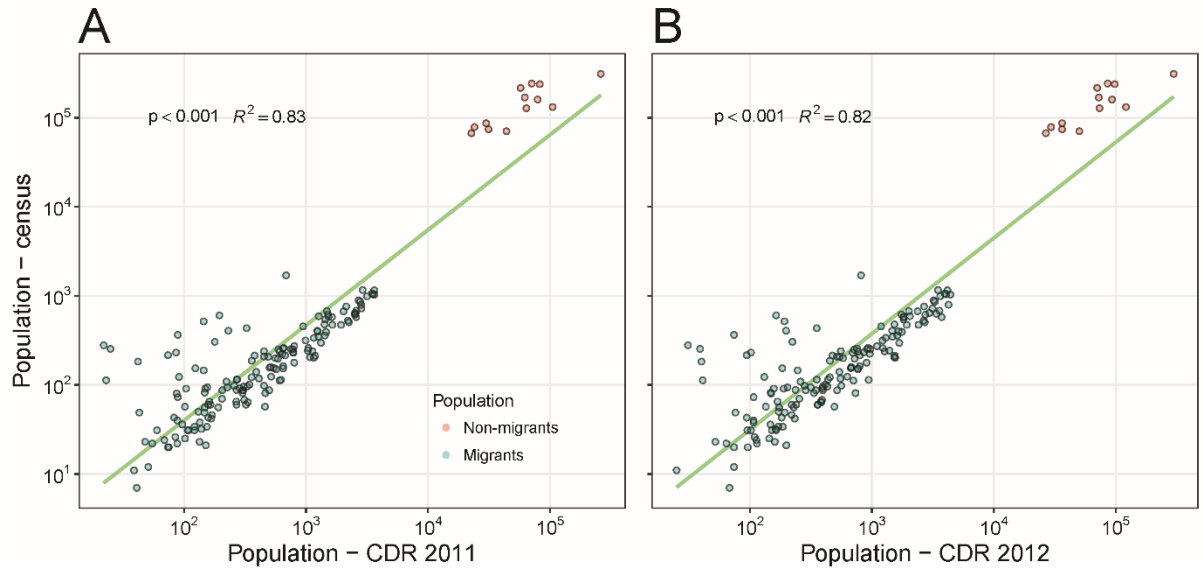 A
B
p < 0.001 R² = 0.83
p < 0.001 R² = 0.82
Population − census
10⁵
10⁴
10³
10²
10¹
Population
Non-migrants
Migrants
10² 10³ 10⁴ 10⁵
10² 10³ 10⁴ 10⁵
Population − CDR 2011
Population − CDR 2012